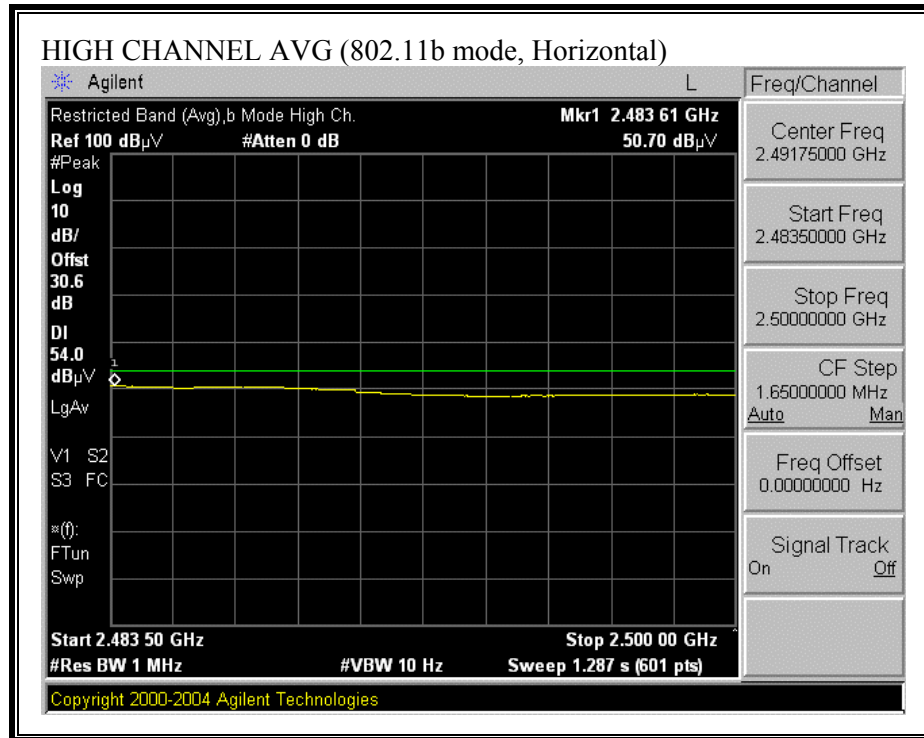 HIGH CHANNEL AVG (802.11b mode, Horizontal)
Agilent
L
Freq/Channel
Restricted Band (Avg),b Mode High Ch.
Mkr1 2.483 61 GHz
Ref 100 dBµV
#Atten 0 dB
50.70 dBµV
#Peak
Log
10
dB/
Offst
30.6
dB
DI
54.0
dBµV
LgAv
V1 S2
S3 FC
¤(f):
FTun
Swp
1
Start 2.483 50 GHz
Stop 2.500 00 GHz
#Res BW 1 MHz
#VBW 10 Hz
Sweep 1.287 s (601 pts)
Copyright 2000-2004 Agilent Technologies
Center Freq
2.49175000 GHz
Start Freq
2.48350000 GHz
Stop Freq
2.50000000 GHz
CF Step
1.65000000 MHz
Auto Man
Freq Offset
0.00000000 Hz
Signal Track
On Off